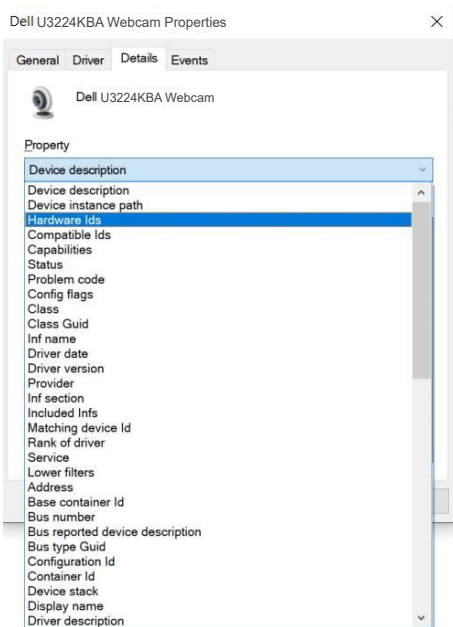 Dell U3224KBA Webcam Properties
General Driver Details Events
Dell U3224KBA Webcam
Property
Device description
Device description
Device instance path
Hardware Ids
Compatible Ids
Capabilities
Status
Problem code
Config flags
Class
Class Guid
Inf name
Driver date
Driver version
Provider
Inf section
Included Infs
Matching device Id
Rank of driver
Service
Lower filters
Address
Base container Id
Bus number
Bus reported device description
Bus type Guid
Configuration Id
Container Id
Device stack
Display name
Driver description